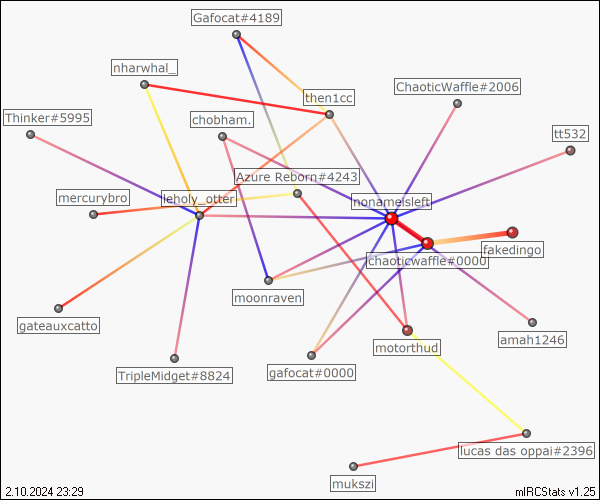 Gafocat#4189
nharwhal_
ChaoticWaffle#2006
then1cc
Thinker#5995
chobham.
tt532
Azure Reborn#4243
mercurybro
leholy_otter
nonameisleft
fakedingo
chaoticwaffle#0000
moonraven
gateauxcatto
amah1246
motorthud
TripleMidget#8824
gafocat#0000
lucas das oppai#2396
mukszi
2.10.2024 23:29
mIRCStats v1.25